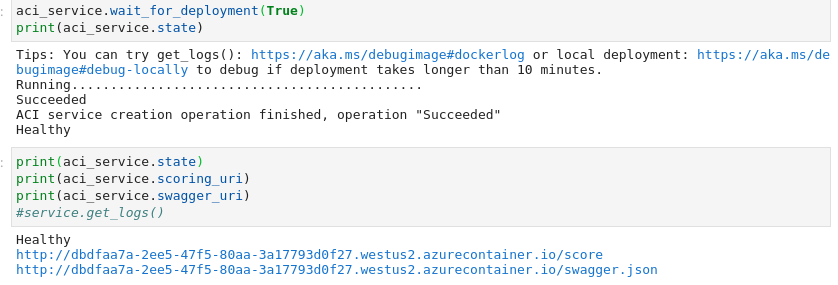 aci_service.wait_for_deployment(True)
print(aci_service.state)
Tips: You can try get_logs(): https://aka.ms/debugimage#dockerlog or local deployment: https://aka.ms/de
bugimage#debug-locally to debug if deployment takes longer than 10 minutes.
Running.............................................
Succeeded
ACI service creation operation finished, operation "Succeeded"
Healthy
print(aci_service.state)
print(aci_service.scoring_uri)
print(aci_service.swagger_uri)
#service.get_logs()
Healthy
http://dbdfaa7a-2ee5-47f5-80aa-3a17793d0f27.westus2.azurecontainer.io/score
http://dbdfaa7a-2ee5-47f5-80aa-3a17793d0f27.westus2.azurecontainer.io/swagger.json